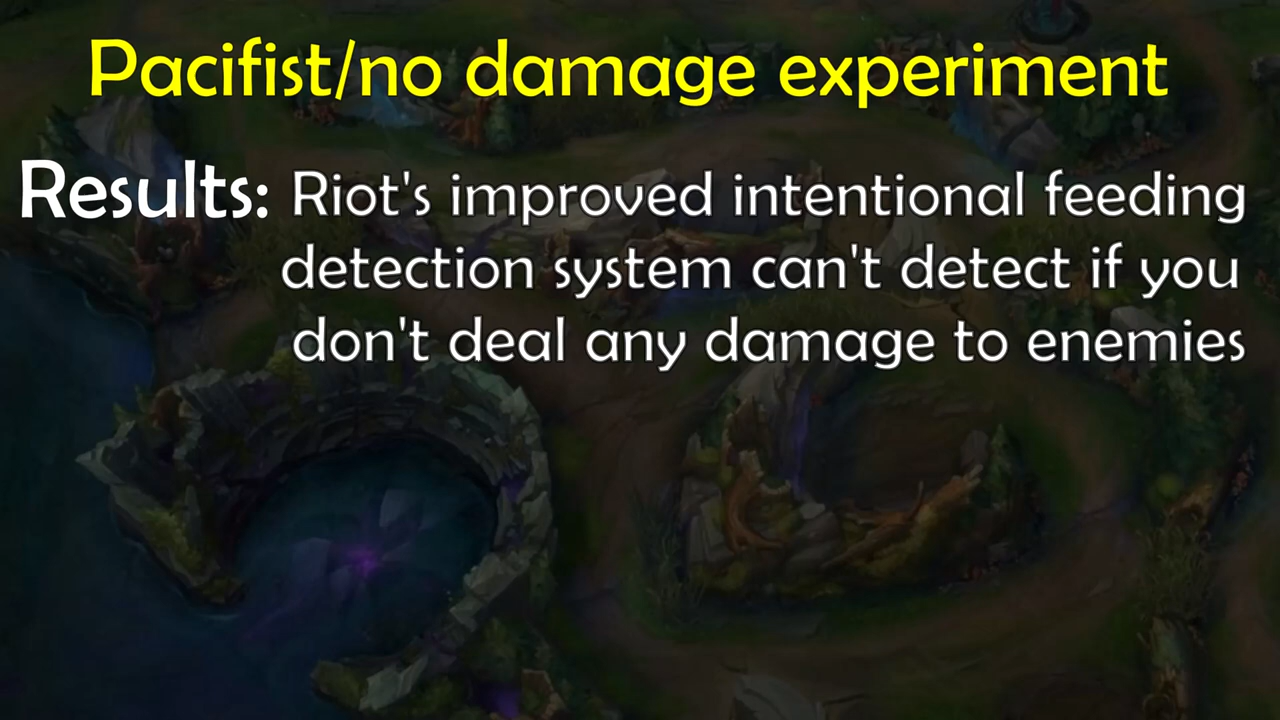 Pacifist/no damage experiment
Results: Riot's improved intentional feeding
detection system can't detect if you
don't deal any damage to enemies